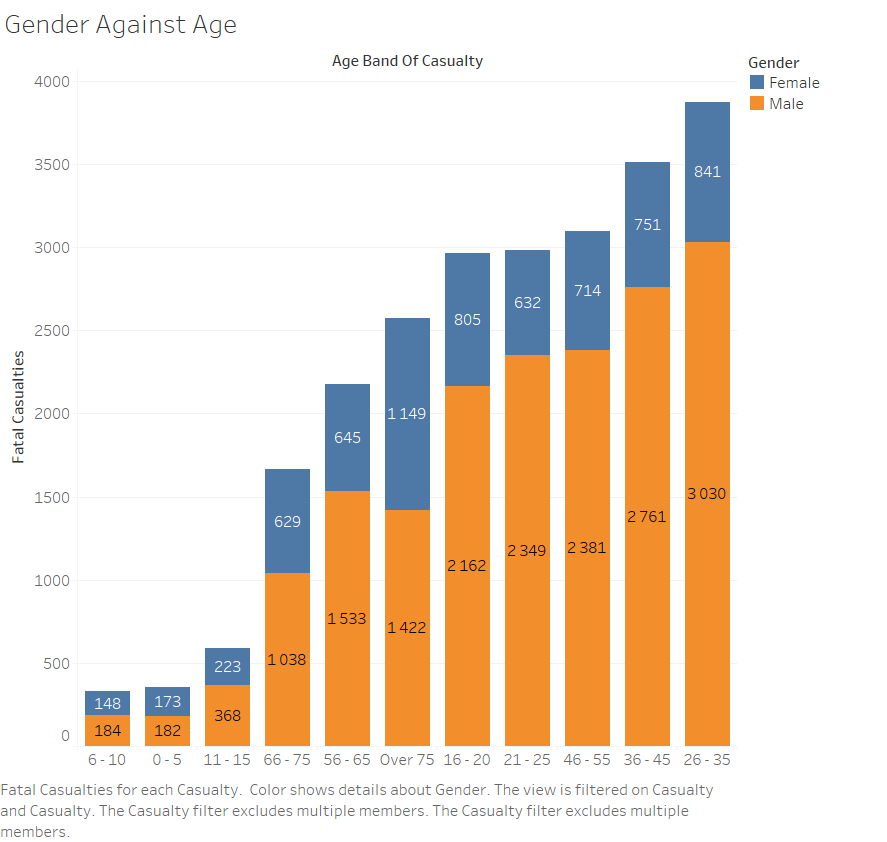 Gender Against Age
Age Band Of Casualty
Gender
Female
Male
Fatal Casualties
4000
3500
3000
2500
2000
1500
1000
500
0
148
184
173
182
223
368
629
1 038
645
1 533
1 149
1 422
805
2 162
632
2 349
714
2 381
751
2 761
841
3 030
6 - 10
0 - 5
11 - 15
66 - 75
56 - 65
Over 75
16 - 20
21 - 25
46 - 55
36 - 45
26 - 35
Fatal Casualties for each Casualty.  Color shows details about Gender. The view is filtered on Casualty
and Casualty. The Casualty filter excludes multiple members. The Casualty filter excludes multiple
members.